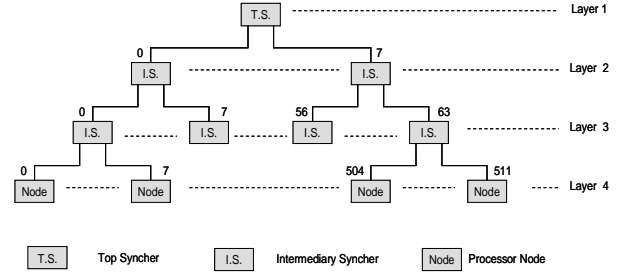 T.S. Layer 1
0 7
I.S. I.S. Layer 2
0 7 56 63
I.S. I.S. I.S. I.S. Layer 3
0 7 504 511
Node Node Node Node Layer 4
T.S. Top Syncher I.S. Intermediary Syncher Node Processor Node